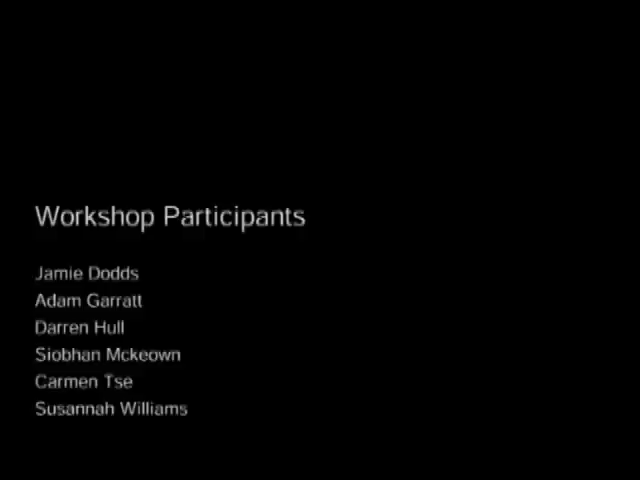 Workshop Participants
Jamie Dodds
Adam Garratt
Darren Hull
Siobhan Mckeown
Carmen Tse
Susannah Williams